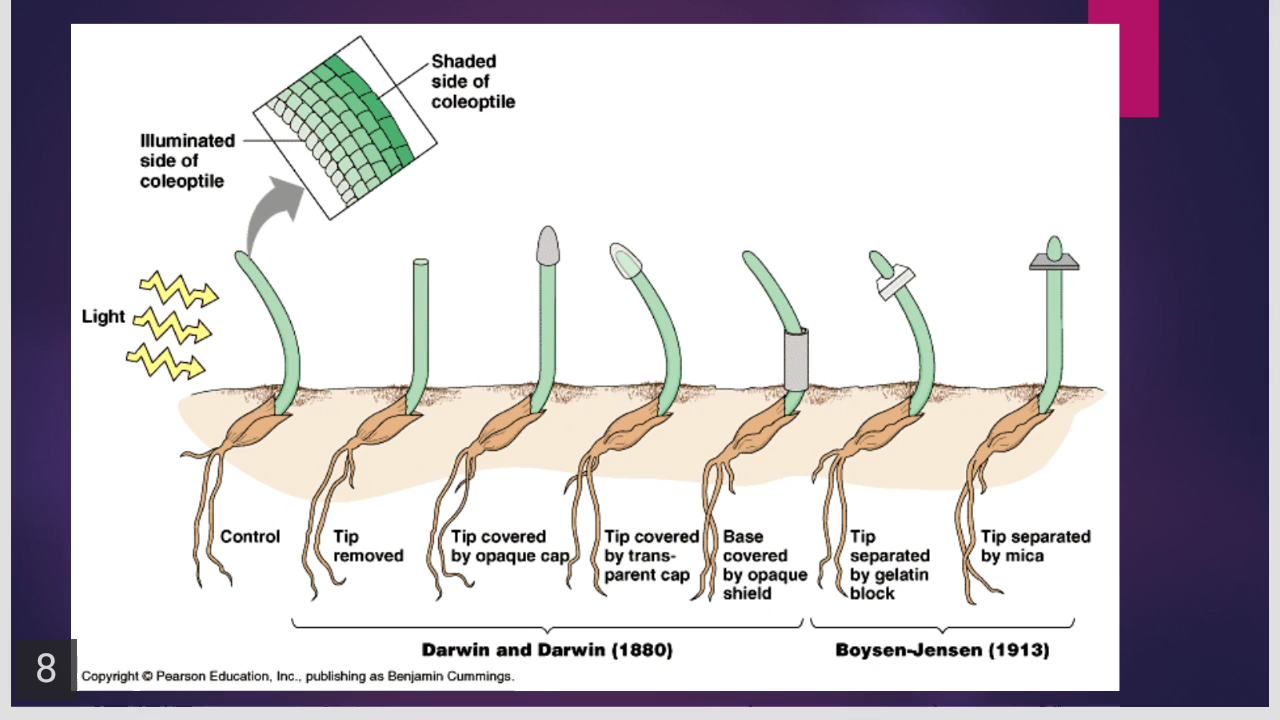 Shaded
side of
coleoptile
Illuminated
side of
coleoptile
Light
Control
Tip
removed
Tip covered
by opaque cap
Tip covered
by trans-
parent cap
Base
covered
by opaque
shield
Tip
separated
by gelatin
block
Tip separated
by mica
Darwin and Darwin (1880)
Boysen-Jensen (1913)
8
Copyright © Pearson Education, Inc., publishing as Benjamin Cummings.